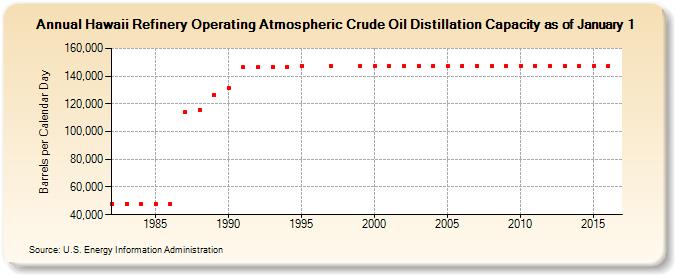 Annual Hawaii Refinery Operating Atmospheric Crude Oil Distillation Capacity as of January 1
Barrels per Calendar Day
160,000
140,000
120,000
100,000
80,000
60,000
40,000
1985 1990 1995 2000 2005 2010 2015
Source: U.S. Energy Information Administration